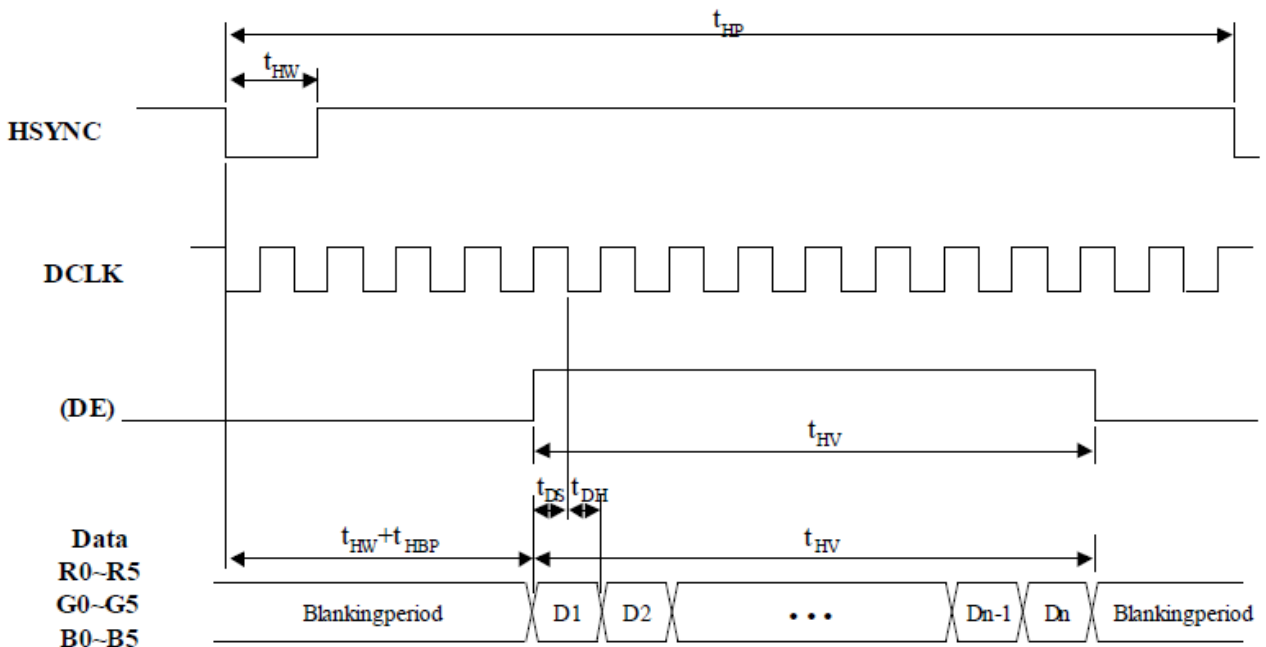 tHP
tHW
HSYNC
DCLK
(DE)
tHV
tDS tDH
Data
tHW+tHBP
tHV
R0~R5
G0~G5
Blankingperiod D1 D2 • • • Dn-1 Dn Blankingperiod
B0~B5